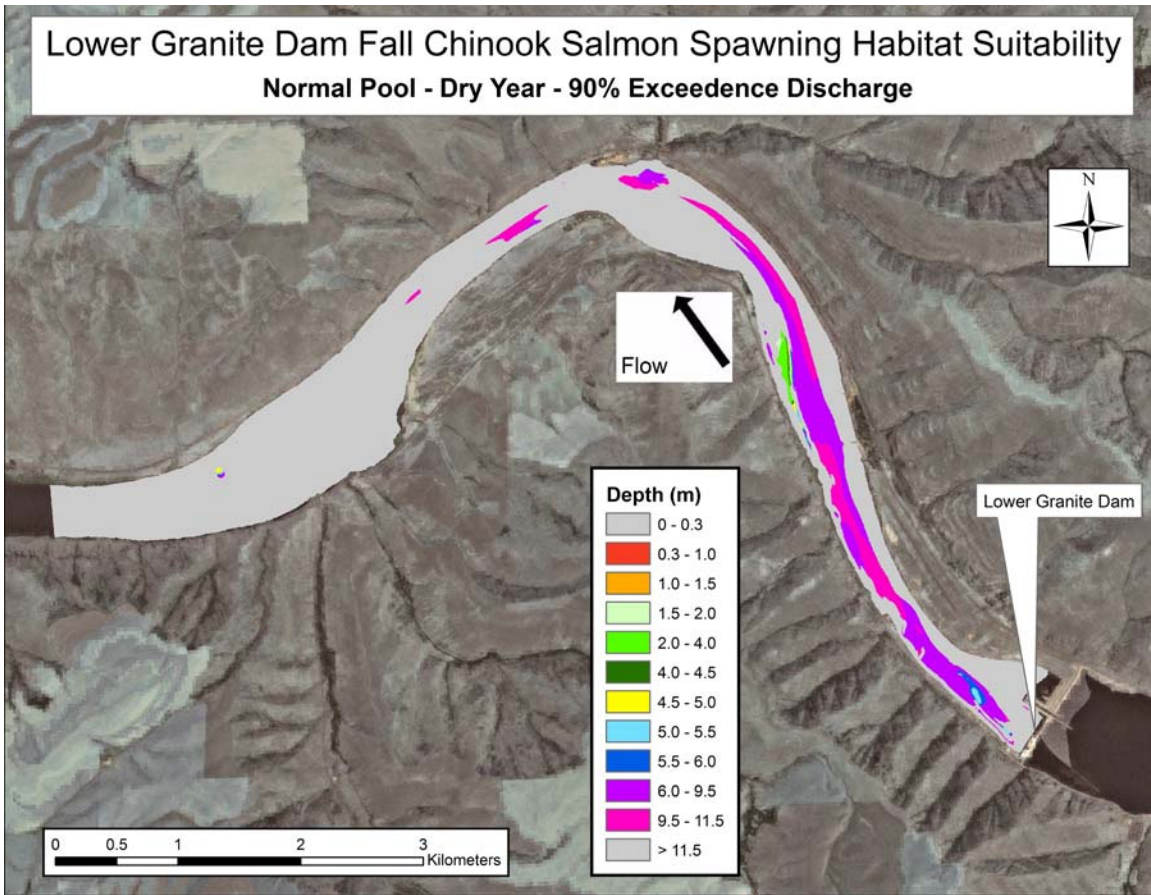 Lower Granite Dam Fall Chinook Salmon Spawning Habitat Suitability
Normal Pool - Dry Year - 90% Exceedence Discharge
N
Flow
Lower Granite Dam
Depth (m)
0 - 0.3
0.3 - 1.0
1.0 - 1.5
1.5 - 2.0
2.0 - 4.0
4.0 - 4.5
4.5 - 5.0
5.0 - 5.5
5.5 - 6.0
6.0 - 9.5
9.5 - 11.5
> 11.5
0 0.5 1 2 3
Kilometers